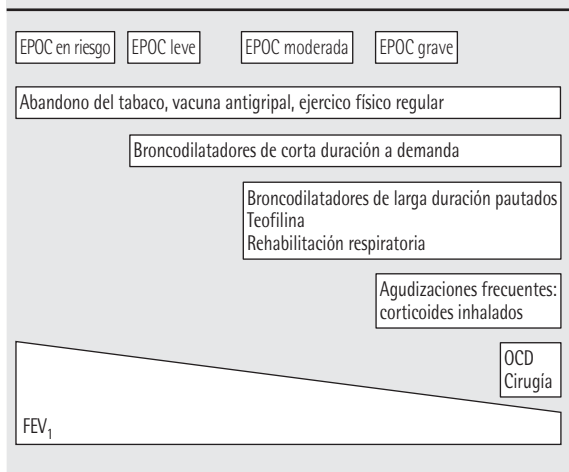 EPOC en riesgo EPOC leve EPOC moderada EPOC grave
Abandono del tabaco, vacuna antigripal, ejercico físico regular
Broncodilatadores de corta duración a demanda
Broncodilatadores de larga duración pautados
Teofilina
Rehabilitación respiratoria
Agudizaciones frecuentes:
corticoides inhalados
OCD
Cirugía
FEV₁